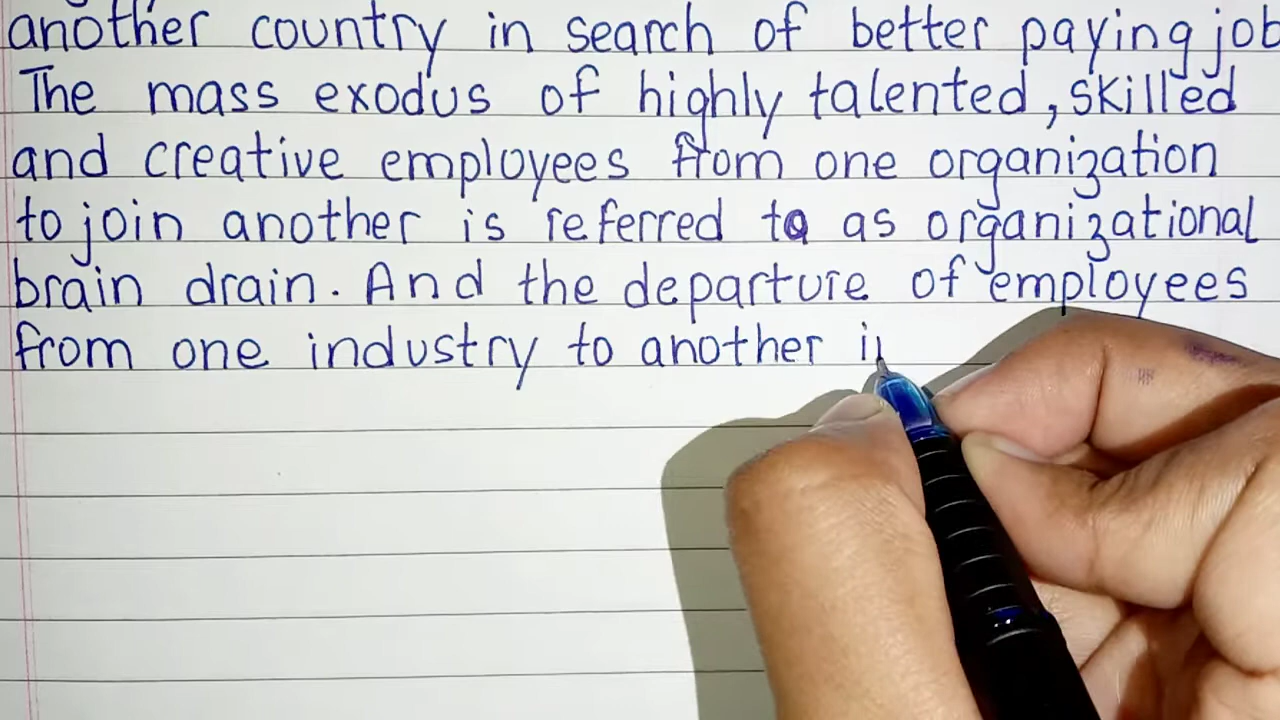 another country in search of better paying job
The mass exodus of highly talented, skilled
and creative employees from one organization
to join another is referred to as organizational
brain drain. And the departure of employees
from one industry to another i